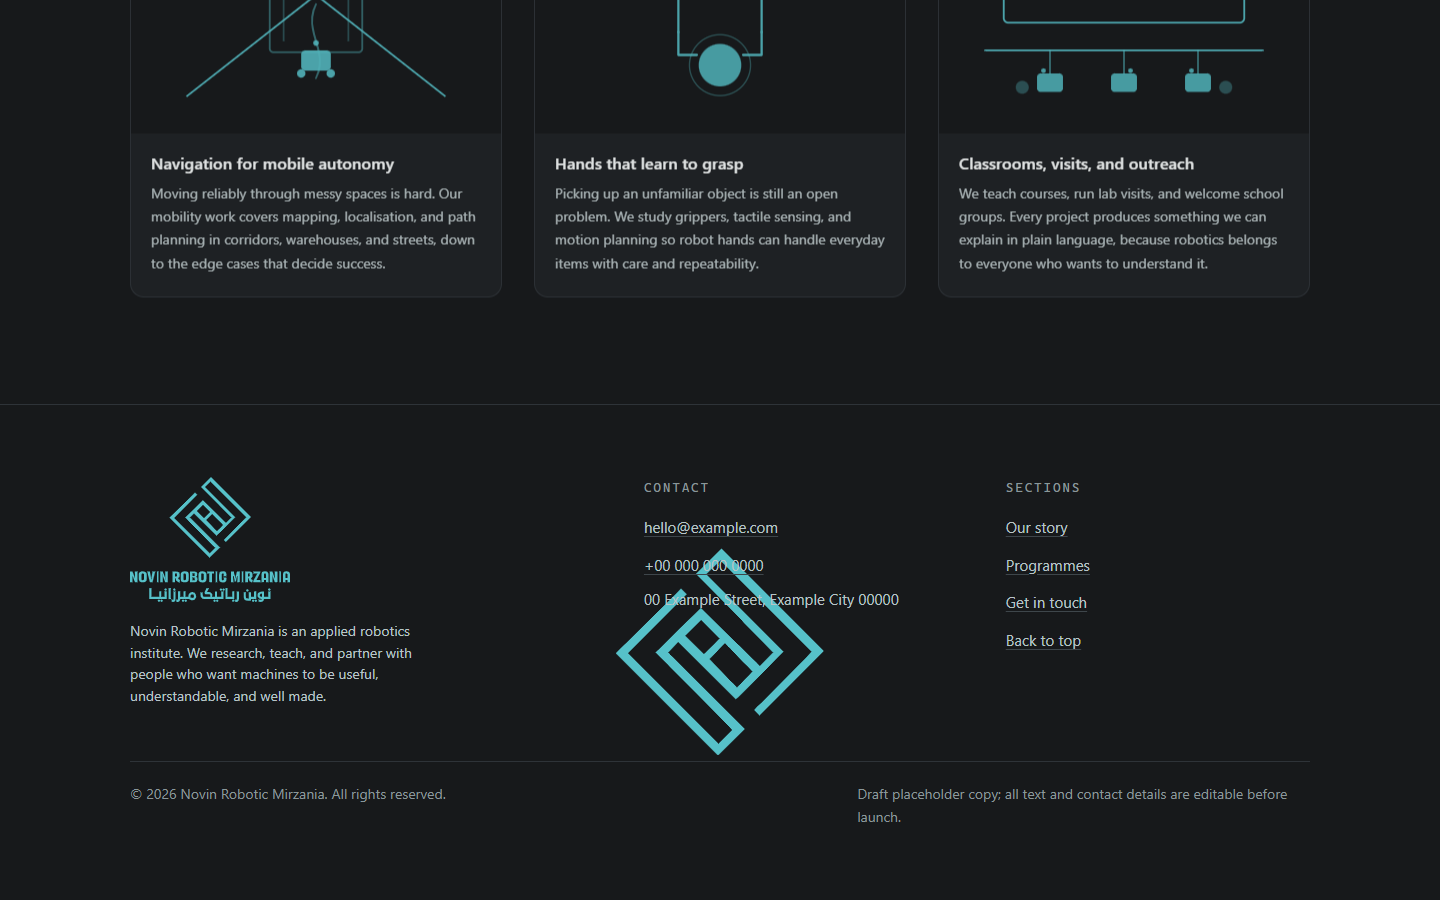 Navigation for mobile autonomy
Moving reliably through messy spaces is hard. Our
mobility work covers mapping, localisation, and path
planning in corridors, warehouses, and streets, down
to the edge cases that decide success.
Hands that learn to grasp
Picking up an unfamiliar object is still an open
problem. We study grippers, tactile sensing, and
motion planning so robot hands can handle everyday
items with care and repeatability.
Classrooms, visits, and outreach
We teach courses, run lab visits, and welcome school
groups. Every project produces something we can
explain in plain language, because robotics belongs
to everyone who wants to understand it.
NOVIN ROBOTIC MIRZANIA
نوین رباتیک میرزانیا
Novin Robotic Mirzania is an applied robotics
institute. We research, teach, and partner with
people who want machines to be useful,
understandable, and well made.
CONTACT
hello@example.com
+00 000 000 0000
00 Example Street, Example City 00000
SECTIONS
Our story
Programmes
Get in touch
Back to top
© 2026 Novin Robotic Mirzania. All rights reserved.
Draft placeholder copy; all text and contact details are editable before
launch.